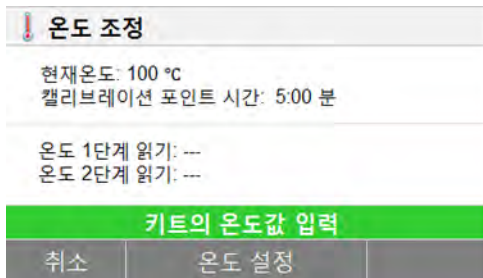 온도 조정
현재온도: 100 ℃
캘리브레이션 포인트 시간: 5:00 분
온도 1단계 읽기: ---
온도 2단계 읽기: ---
키트의 온도값 입력
취소 온도 설정